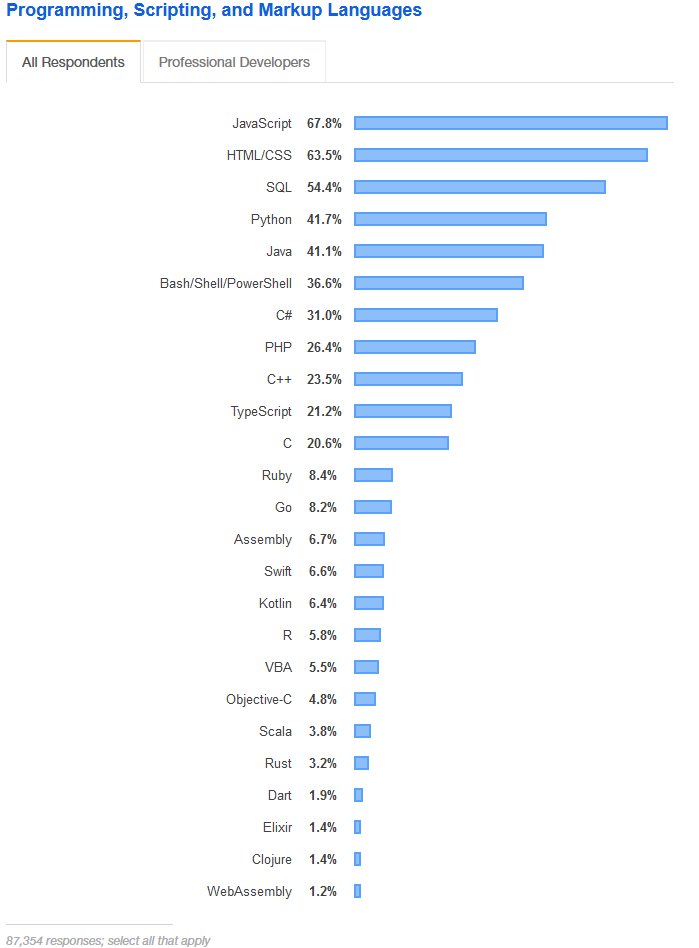 Programming, Scripting, and Markup Languages
All Respondents Professional Developers
JavaScript 67.8%
HTML/CSS 63.5%
SQL 54.4%
Python 41.7%
Java 41.1%
Bash/Shell/PowerShell 36.6%
C# 31.0%
PHP 26.4%
C++ 23.5%
TypeScript 21.2%
C 20.6%
Ruby 8.4%
Go 8.2%
Assembly 6.7%
Swift 6.6%
Kotlin 6.4%
R 5.8%
VBA 5.5%
Objective-C 4.8%
Scala 3.8%
Rust 3.2%
Dart 1.9%
Elixir 1.4%
Clojure 1.4%
WebAssembly 1.2%
87,354 responses; select all that apply